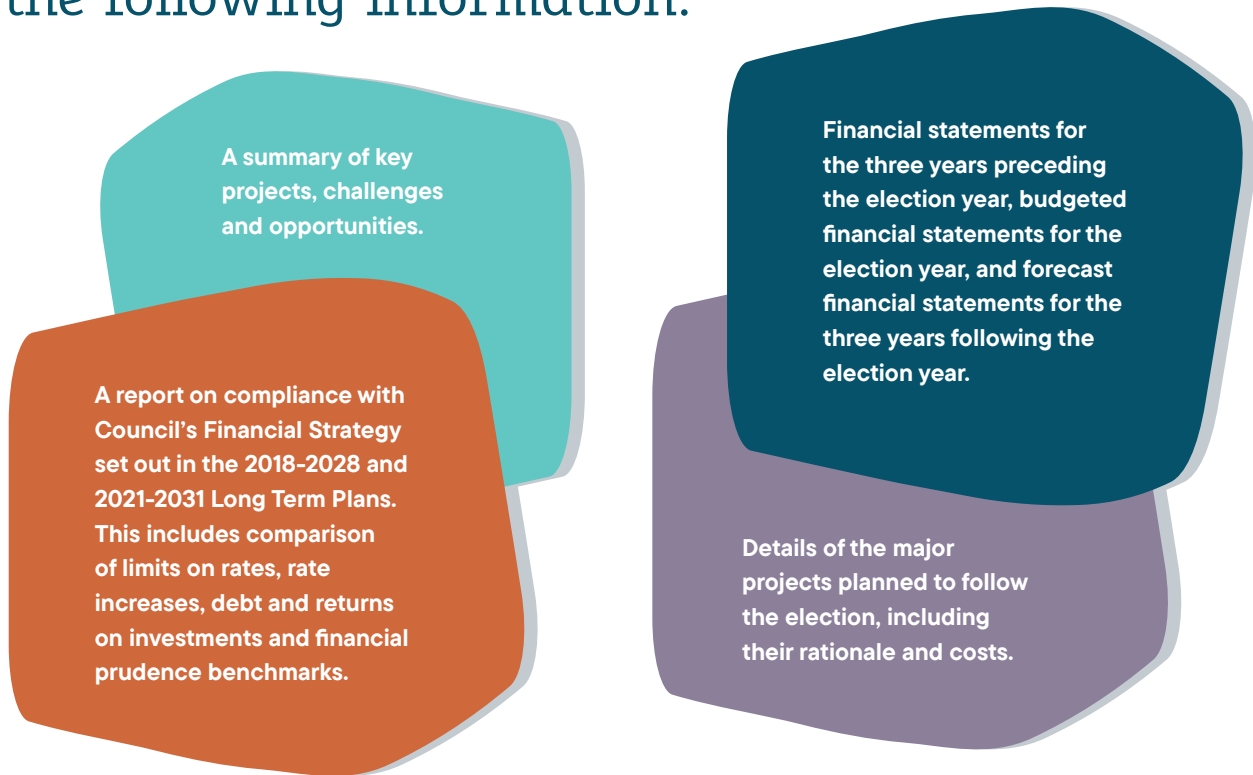 the following information:
A summary of key
projects, challenges
and opportunities.
A report on compliance with
Council’s Financial Strategy
set out in the 2018-2028 and
2021-2031 Long Term Plans.
This includes comparison
of limits on rates, rate
increases, debt and returns
on investments and financial
prudence benchmarks.
Financial statements for
the three years preceding
the election year, budgeted
financial statements for the
election year, and forecast
financial statements for the
three years following the
election year.
Details of the major
projects planned to follow
the election, including
their rationale and costs.